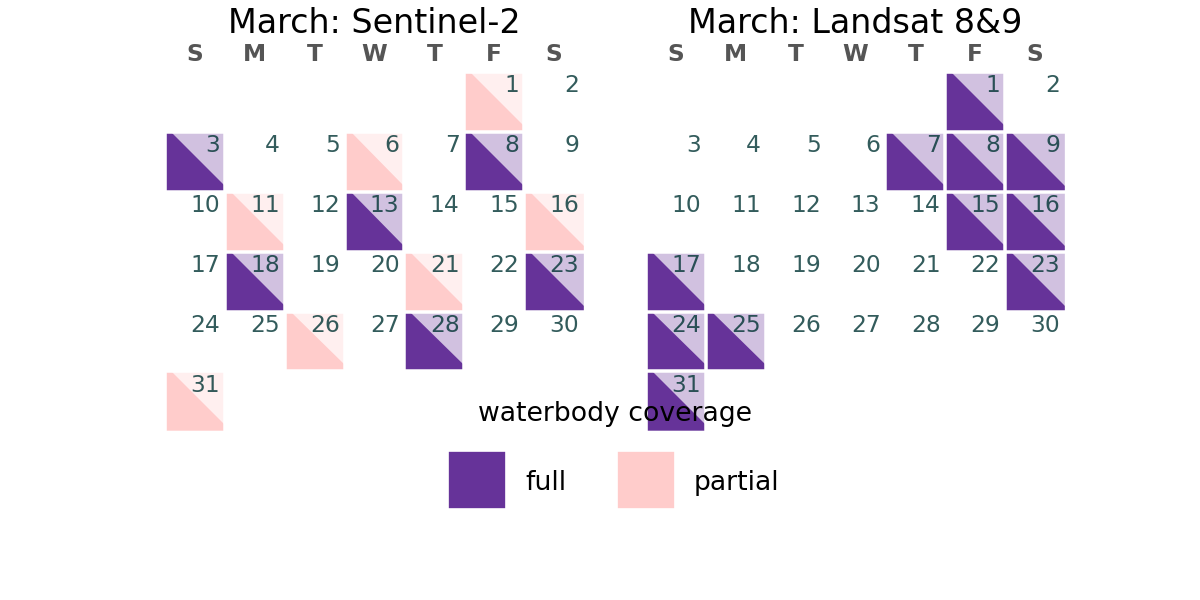 March: Sentinel-2
S M T W T F S
1 2
3 4 5 6 7 8 9
10 11 12 13 14 15 16
17 18 19 20 21 22 23
24 25 26 27 28 29 30
31
March: Landsat 8&9
S M T W T F S
1 2
3 4 5 6 7 8 9
10 11 12 13 14 15 16
17 18 19 20 21 22 23
24 25 26 27 28 29 30
31
waterbody coverage
full partial